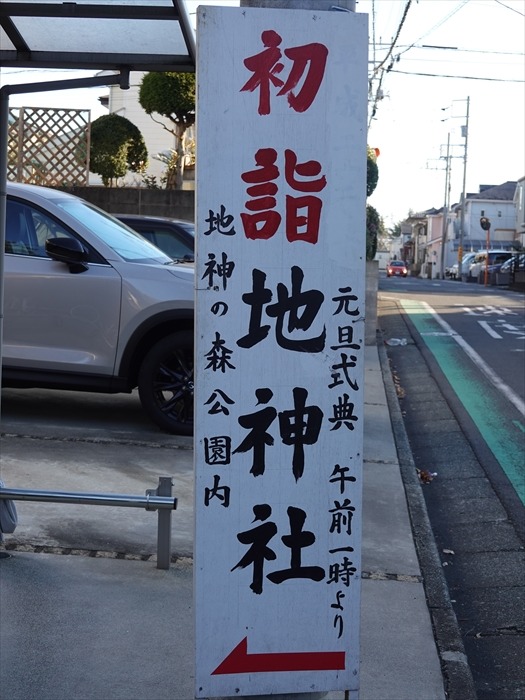 元旦式典 午前一時より
初詣地神社
地神の森公園内